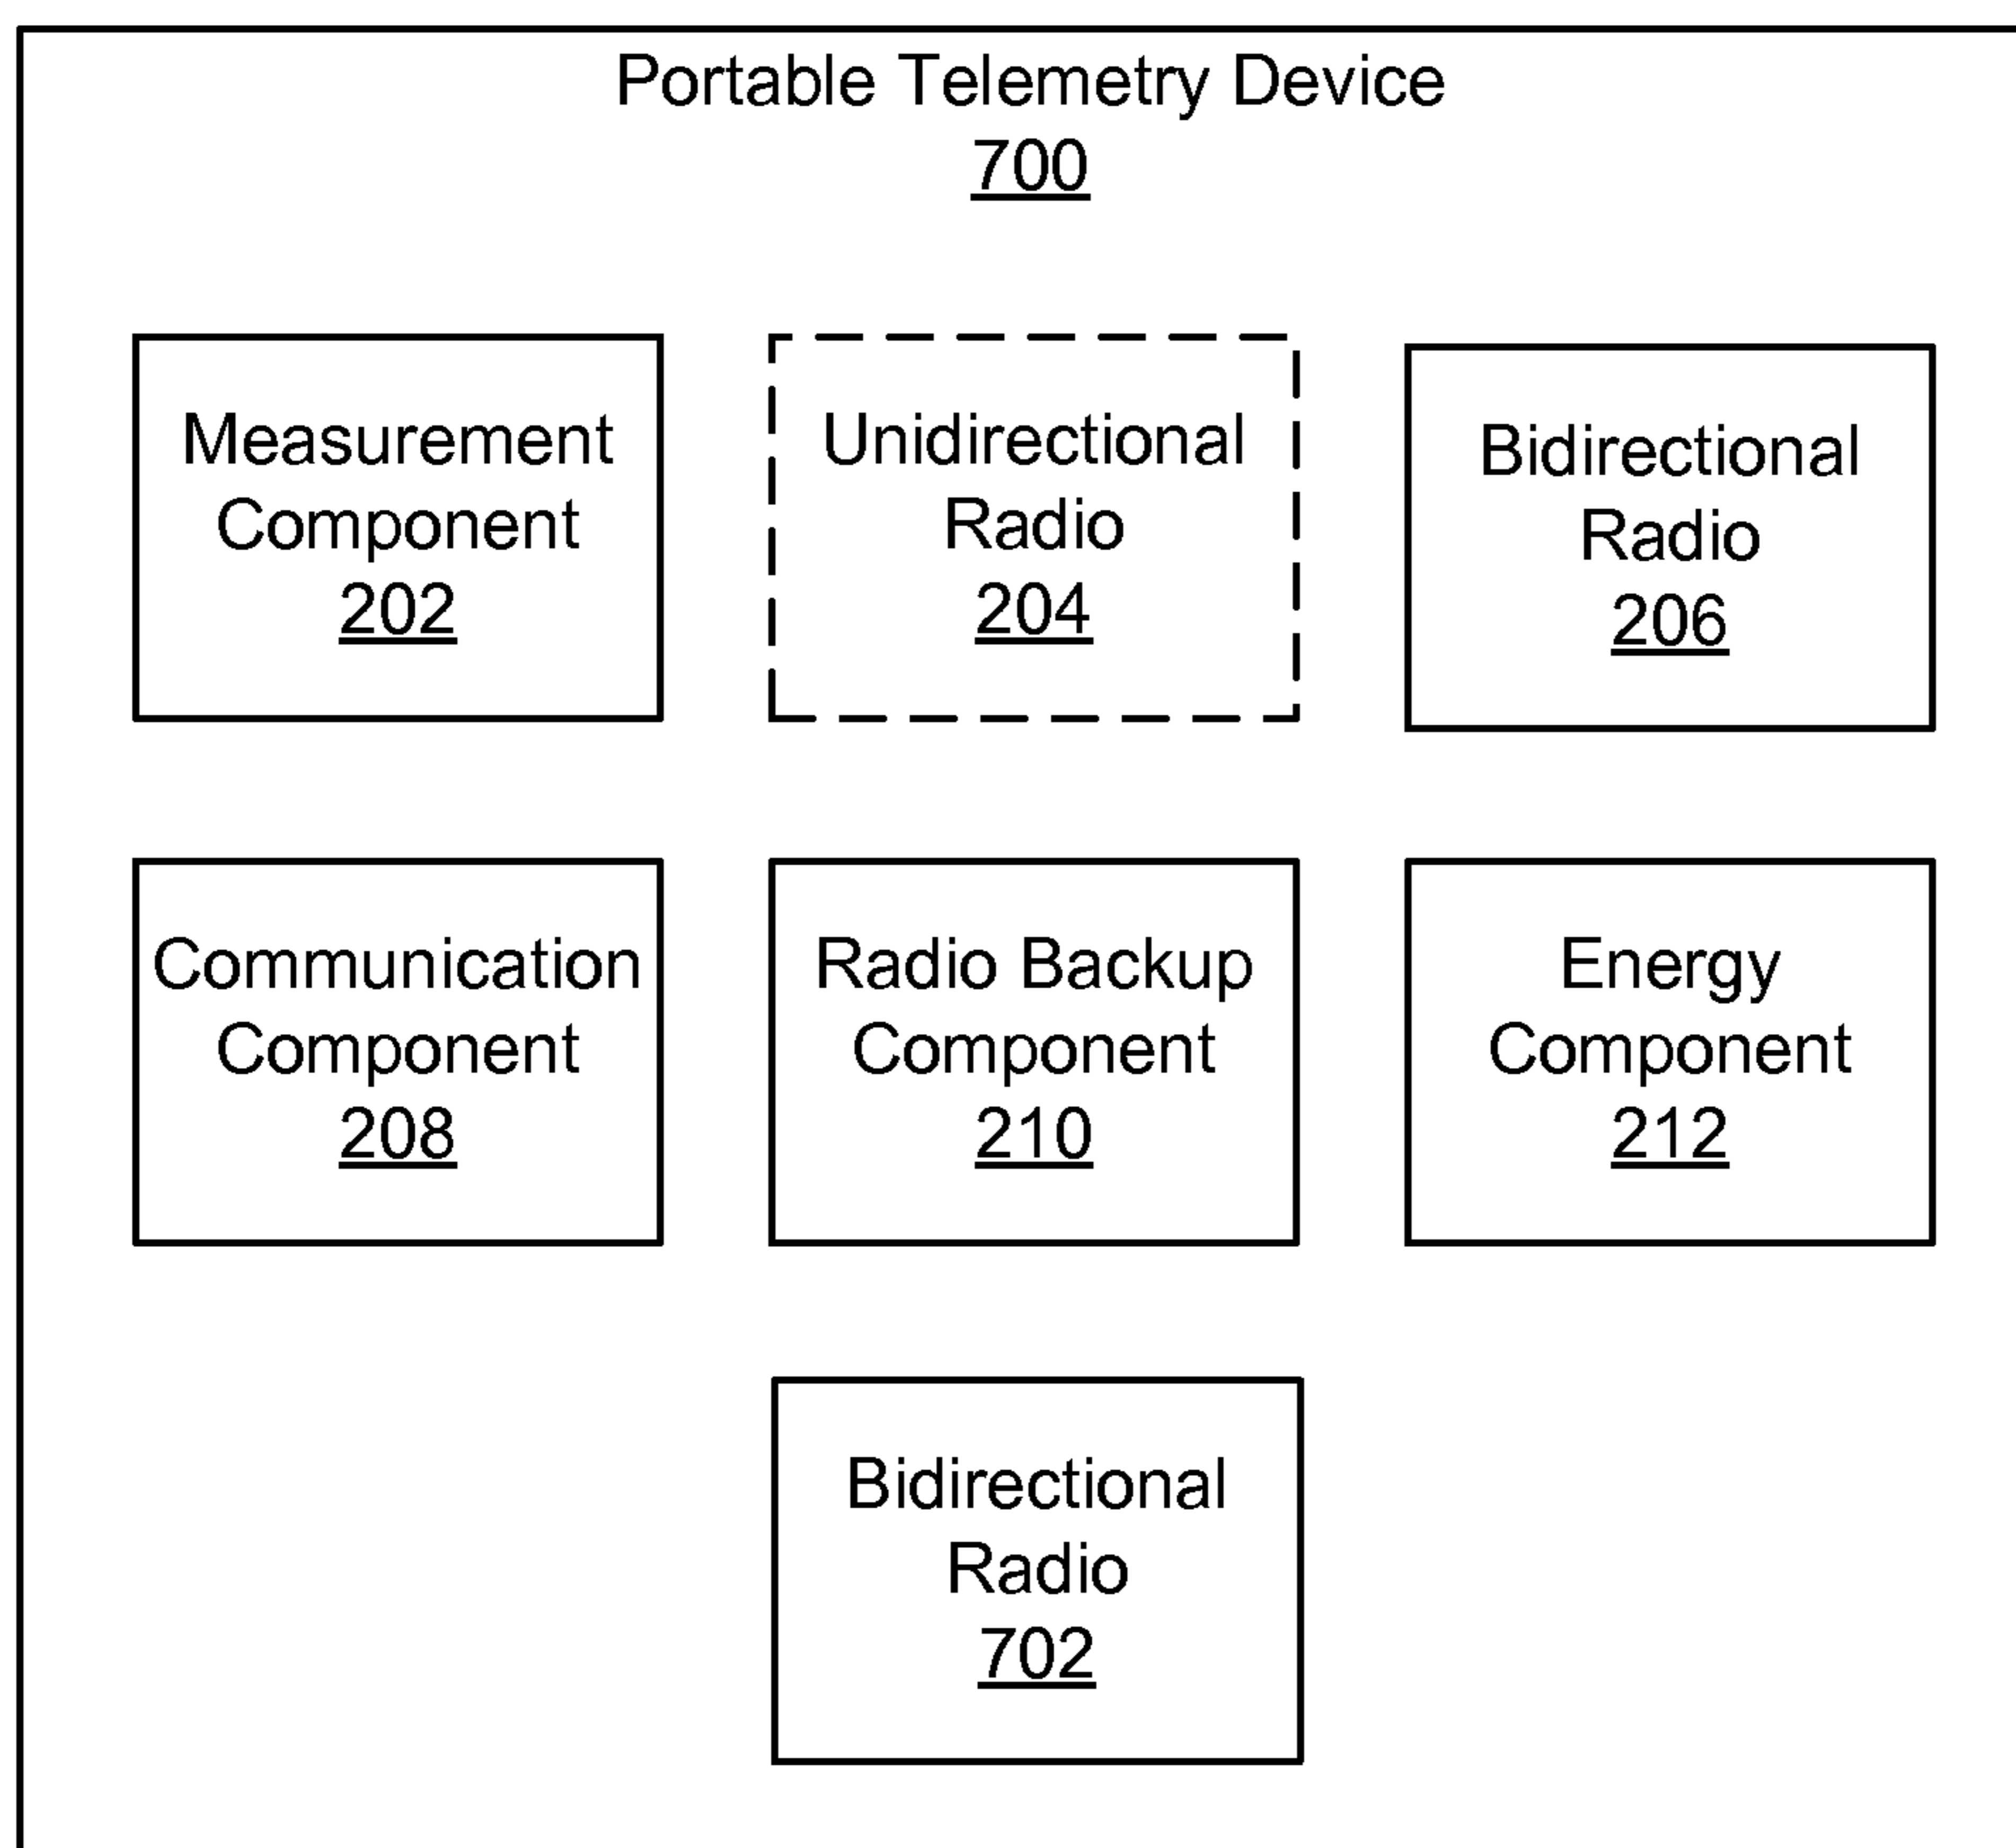 Portable Telemetry Device
700
Measurement
Component
202
Unidirectional
Radio
204
Bidirectional
Radio
206
Communication
Component
208
Radio Backup
Component
210
Energy
Component
212
Bidirectional
Radio
702